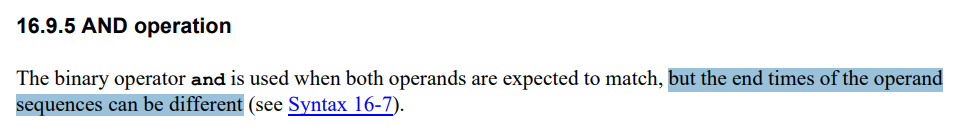 16.9.5 AND operation
The binary operator and is used when both operands are expected to match, but the end times of the operand
sequences can be different (see Syntax 16-7).